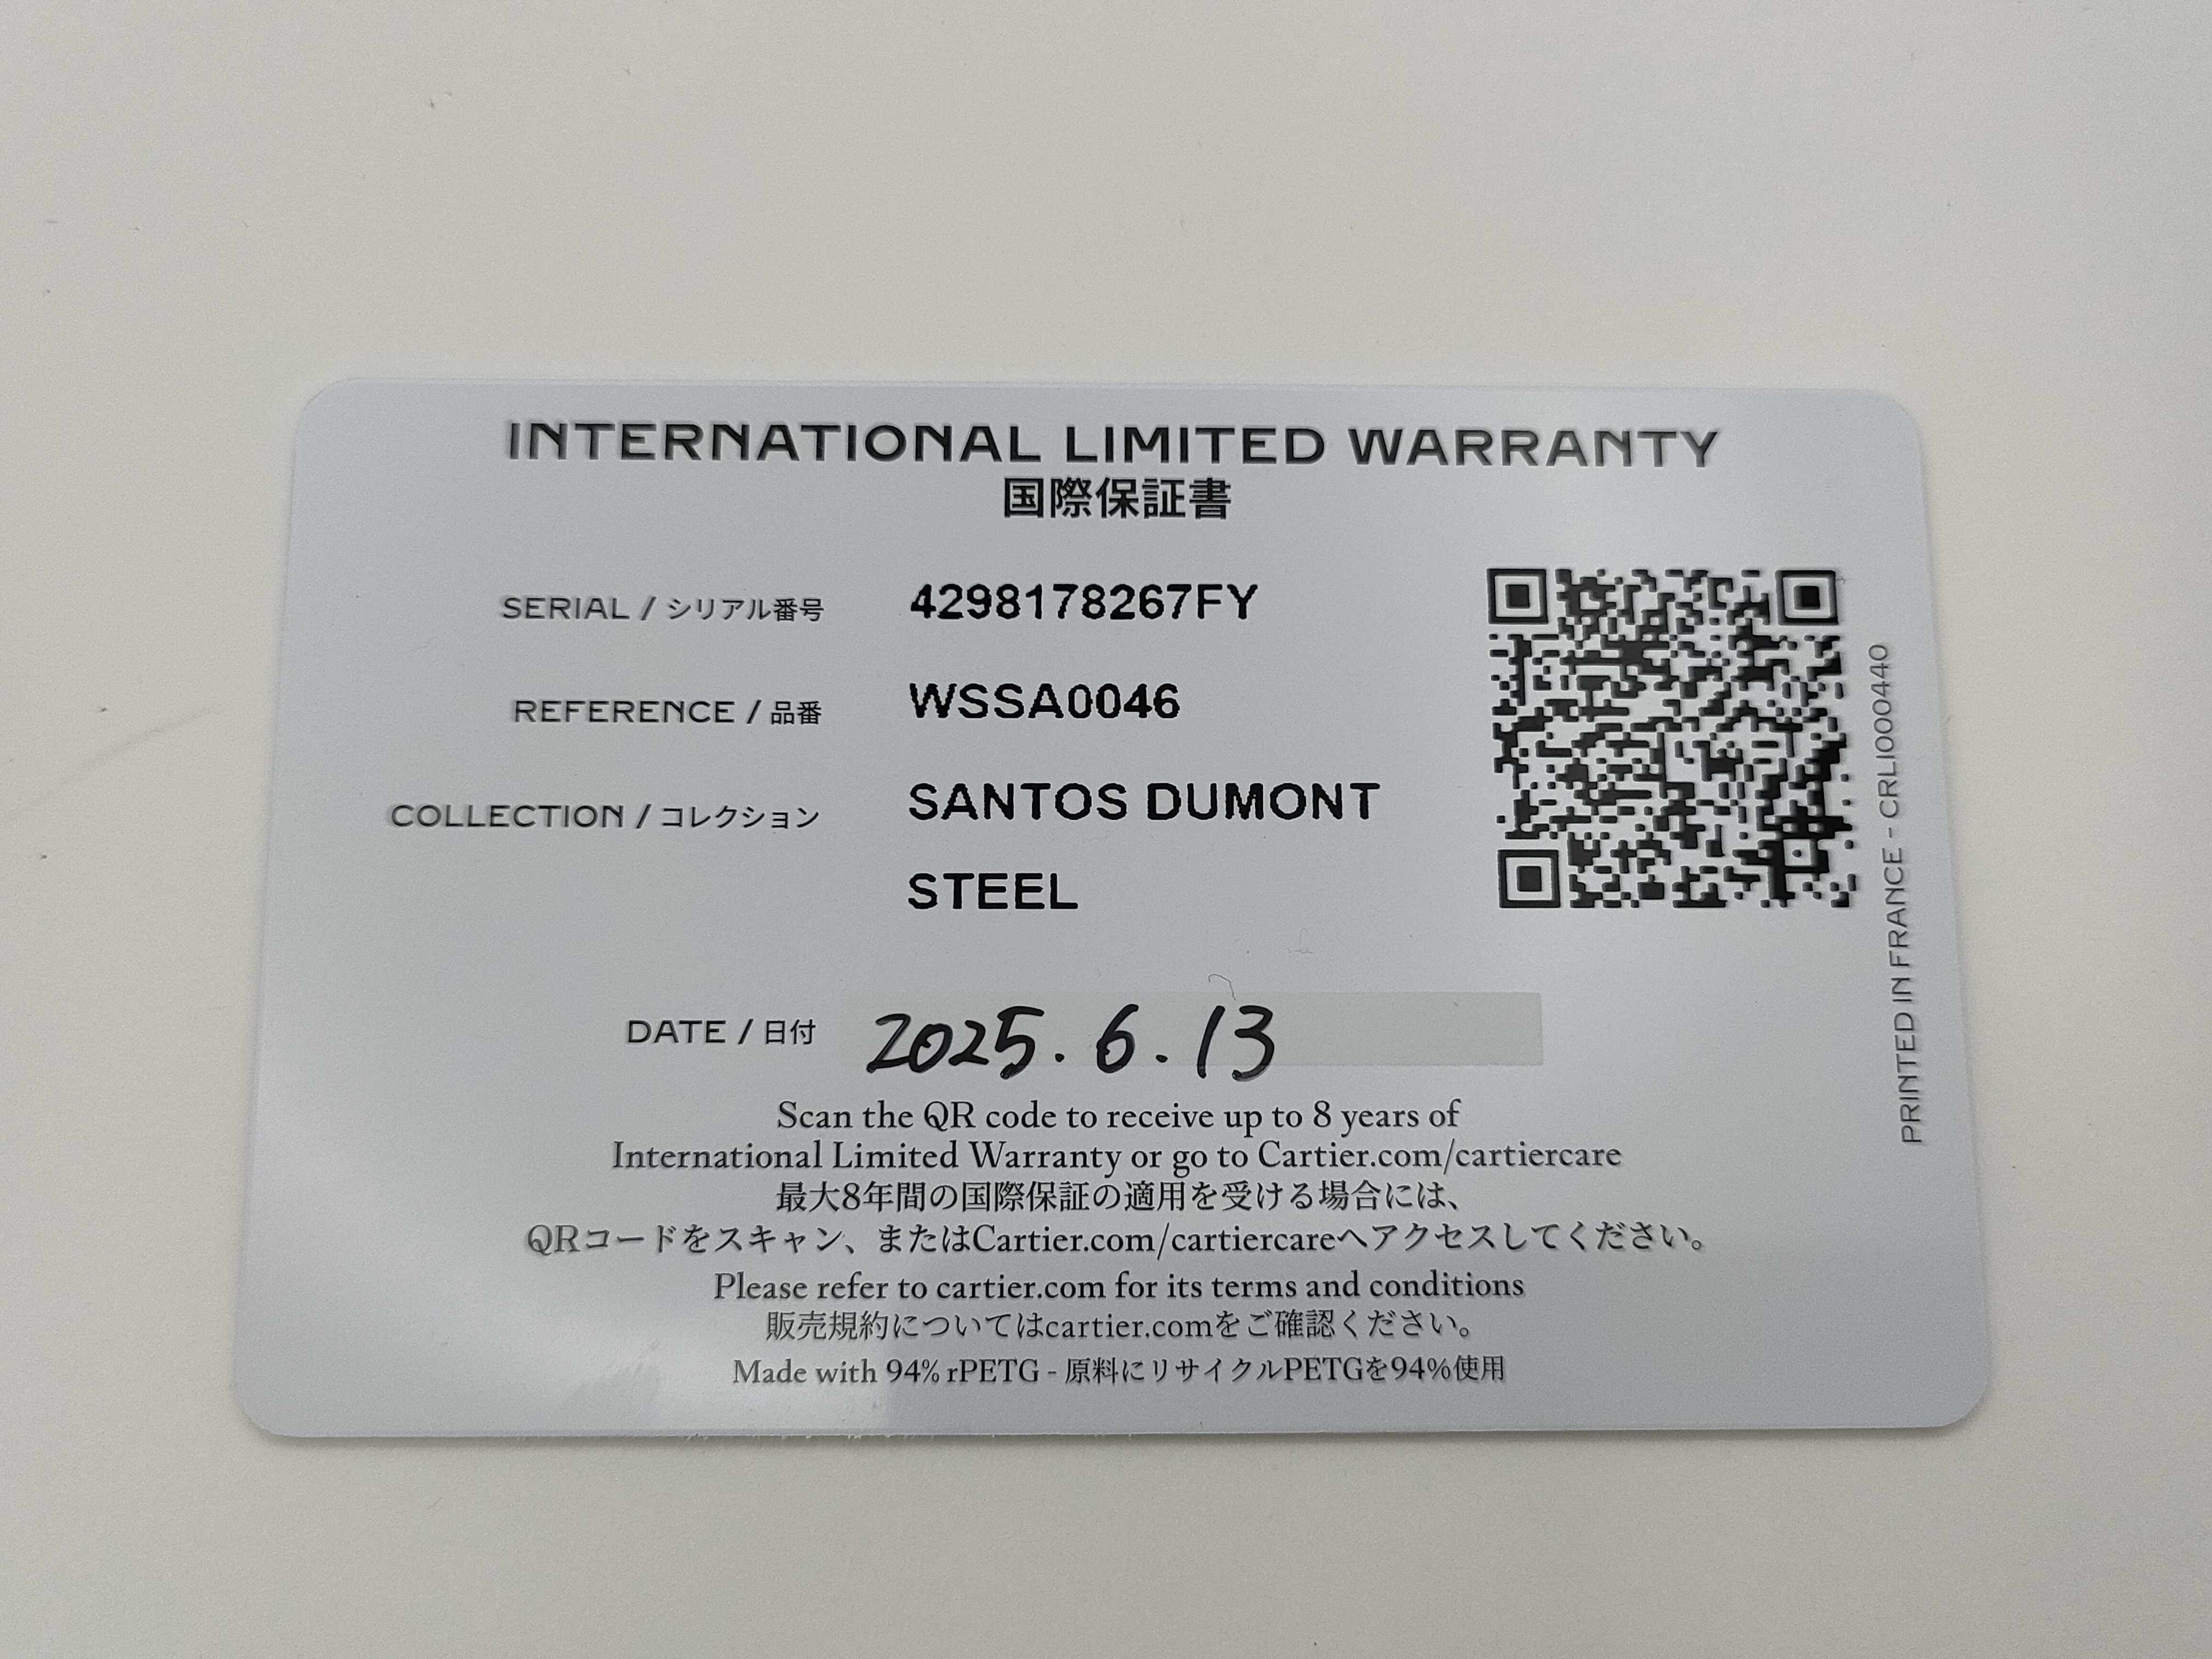 INTERNATIONAL LIMITED WARRANTY
国際保証書
SERIAL / シリアル番号 4298178267FY
REFERENCE / 品番 WSSA0046
COLLECTION / コレクション SANTOS DUMONT
STEEL
DATE / 日付 2025.6.13
Scan the QR code to receive up to 8 years of
International Limited Warranty or go to Cartier.com/cartiercare
最大8年間の国際保証の適用を受ける場合には、
QRコードをスキャン、またはCartier.com/cartiercareへアクセスしてください。
Please refer to cartier.com for its terms and conditions
販売規約についてはcartier.comをご確認ください。
Made with 94% rPETG - 原料にリサイクルPETGを94%使用
PRINTED IN FRANCE - CRLI000440